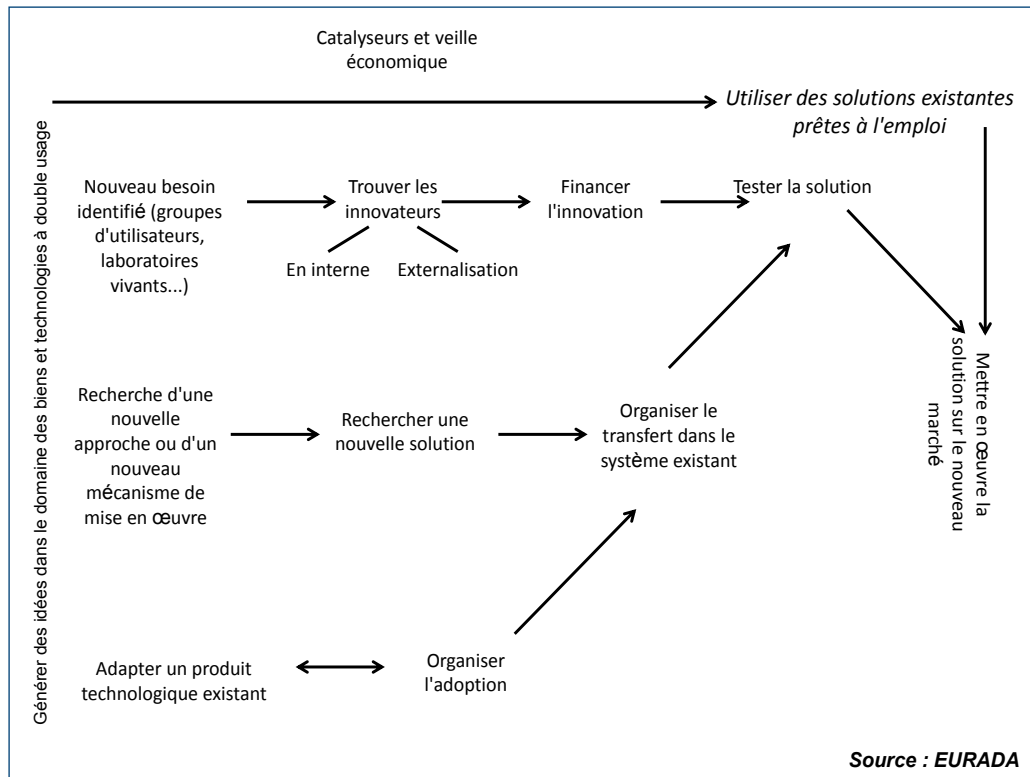 Catalyseurs et veille
économique
Utiliser des solutions existantes
prêtes à l'emploi
Générer des idées dans le domaine des biens et technologies à double usage
Nouveau besoin
identifié (groupes
d'utilisateurs,
laboratoires
vivants...)
Trouver les
innovateurs
En interne
Externalisation
Financer
l'innovation
Tester la solution
Recherche d'une
nouvelle
approche ou d'un
nouveau
mécanisme de
mise en œuvre
Rechercher une
nouvelle solution
Organiser le
transfert dans le
système existant
Mettre en œuvre la
solution sur le nouveau
marché
Adapter un produit
technologique existant
Organiser
l'adoption
Source : EURADA